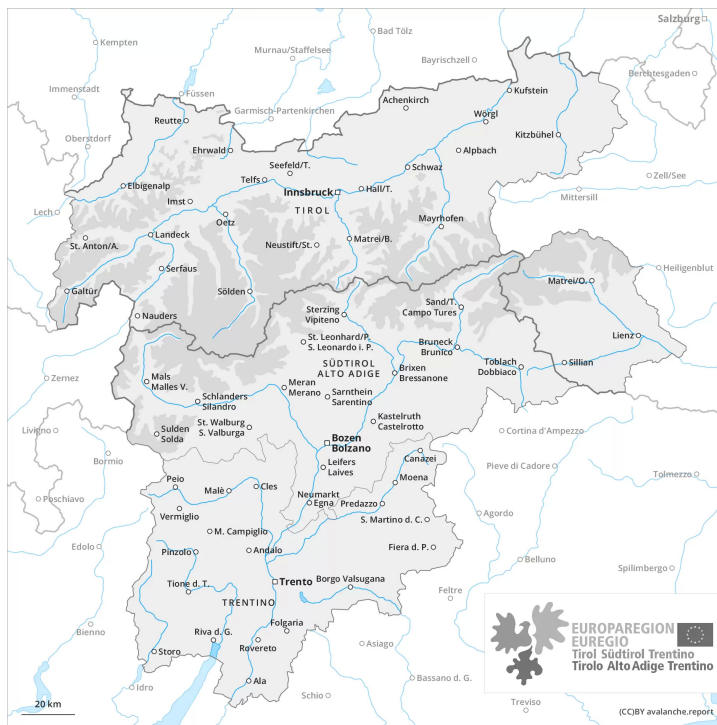 Salzburg
Kempten
Bad Tölz
Murnau/Staffelsee
Bayrischzell
Berchtesgaden
Immenstadt
Füssen
Garmisch-Partenkirchen
Achenkirch
Kufstein
Reutte
Wörgl
Oberstdorf
Ehrwald
Kitzbühel
Alpbach
Seefeld/T.
Telfs
Schwaz
Zell/See
Elbigenalp
Innsbruck
Hall/T.
Mittersill
Imst
TIROL
Lech
Oetz
Mayrhofen
St. Anton/A.
Landeck
Neustift/St.
Matrei/B.
Serfaus
Heiligenblut
Galtür
Sölden
Matrei/O.
Nauders
Sterzing
Vipiteno
Sand/T.
Campo Tures
St. Leonhard/P.
S. Leonardo i. P.
Bruneck
Brunico
Lienz
SÜDTIROL
ALTO ADIGE
Brixen
Bressanone
Toblach
Dobbiaco
Sillian
Zernez
Mals
Malles V.
Meran
Merano
Schlanders
Silandro
Sarnthein
Sarentino
St. Walburg
S. Valburga
Kastelruth
Castelrotto
Livigno
Sulden
Solda
Bozen
Bolzano
Cortina d'Ampezzo
Bormio
Canazei
Pieve di Cadore
Leifers
Laives
Tolmezzo
Peio
Malè
Cles
Moena
Poschiavo
Neumarkt
Egna
Predazzo
Vermiglio
Agordo
S. Martino d. C.
M. Campiglio
Edolo
Pinzolo
Andalo
Fiera d. P.
Belluno
Spilimbergo
Tione d. T.
Trento
Borgo Valsugana
Feltre
TRENTINO
Folgaria
Bienno
Riva d. G.
Rovereto
Asiago
Storo
Ala
Bassano d. G.
Idro
Schio
Treviso
EUROPAREGION
EUREGIO
Tirol Südtirol Trentino
Tirolo Alto Adige Trentino
20 km
(CC)BY avalanche.report